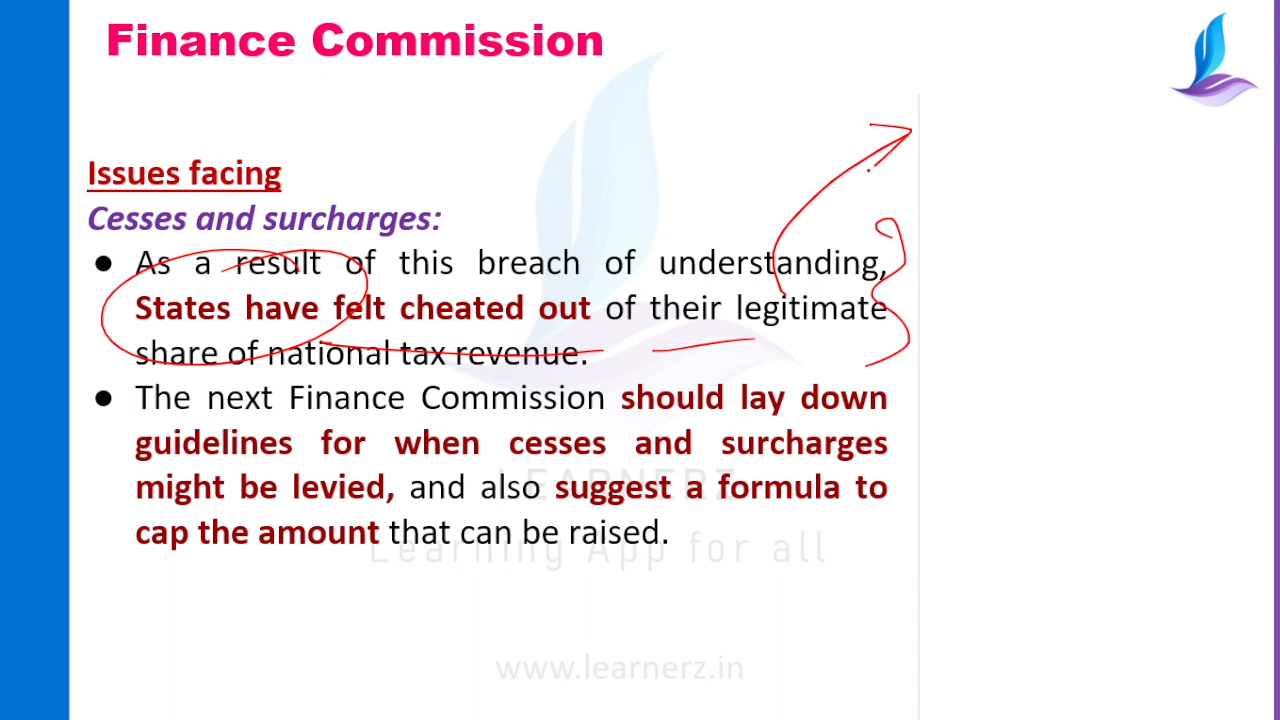 Finance Commission
Issues facing
Cesses and surcharges:
● As a result of this breach of understanding,
States have felt cheated out of their legitimate
share of national tax revenue.
● The next Finance Commission should lay down
guidelines for when cesses and surcharges
might be levied, and also suggest a formula to
cap the amount that can be raised.
LEARNERZ
Learning App for all
www.learnerz.in